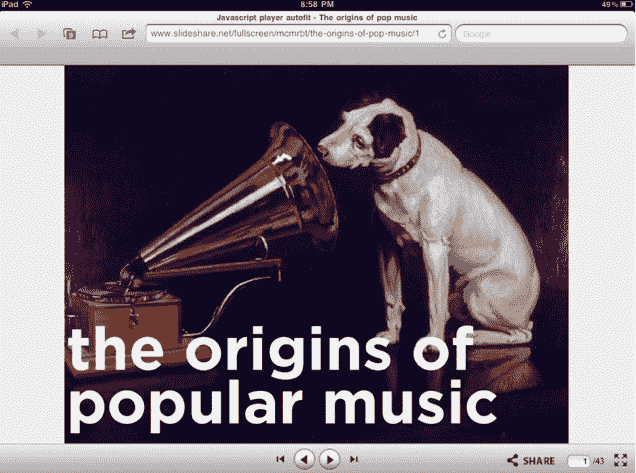 iPad 8:58 PM 49%
Javascript player autofit - The origins of pop music
www.slideshare.net/fullscreen/mcmrbt/the-origins-of-pop-music/1 Google
the origins of
popular music
SHARE 1 /43